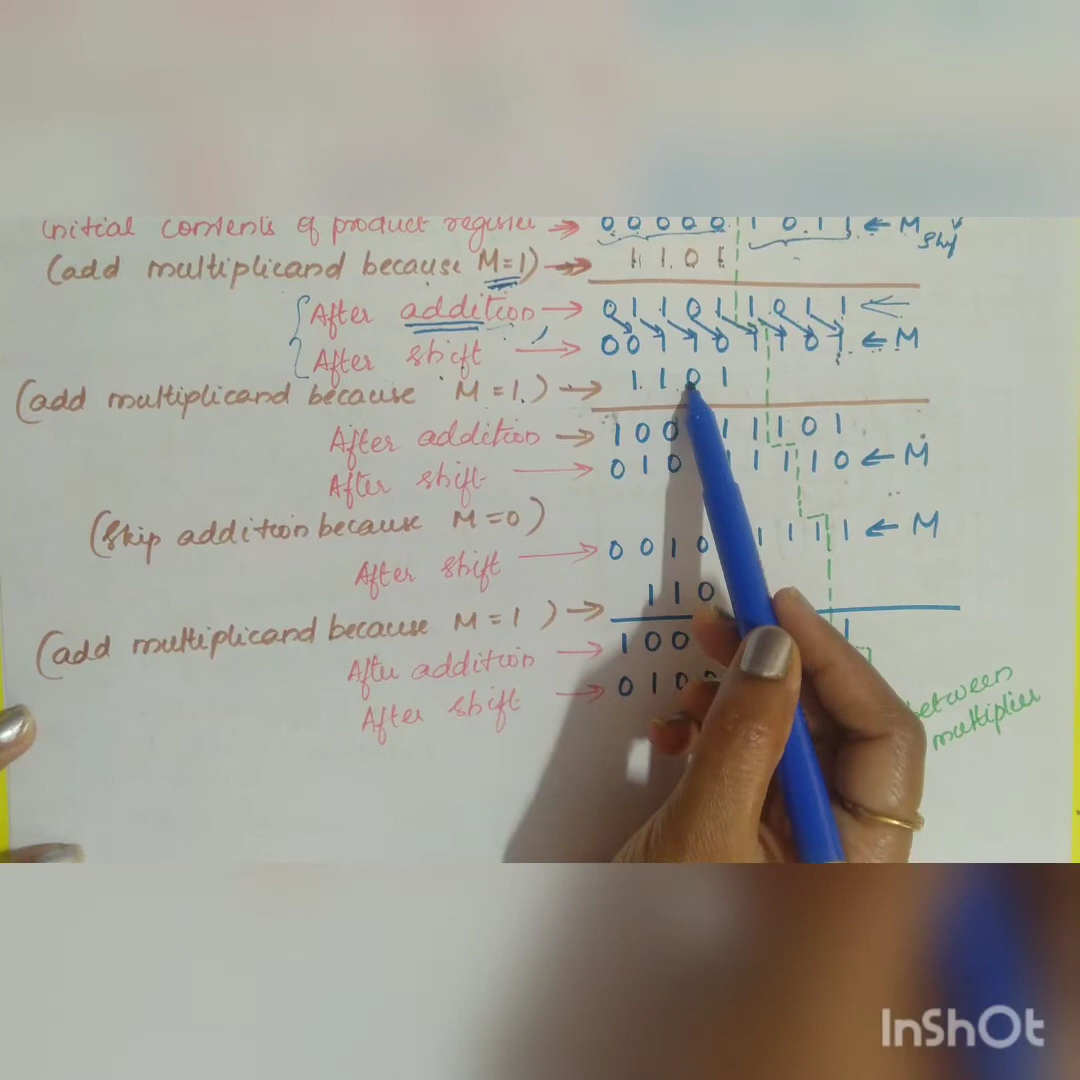 Initial contents of product register → 0 0 0 0 0 1 0 1 1 ← M
Shif
(add multiplicand because M=1) → 1 1 0 1
After addition → 0 1 1 0 1 1 0 1 1 ←
After shift → 0 0 1 1 0 1 1 0 1 ← M
(add multiplicand because M=1.) → 1 1 0 1
After addition → 1 0 0 1 1 1 0 1
After shift → 0 1 0 1 1 1 1 0 ← M
(Skip addition because M=0)
After shift → 0 0 1 0 1 1 1 1 ← M
(add multiplicand because M=1) → 1 1 0
After addition → 1 0 0 1
After shift → 0 1 0
between
multiplier
InShOt